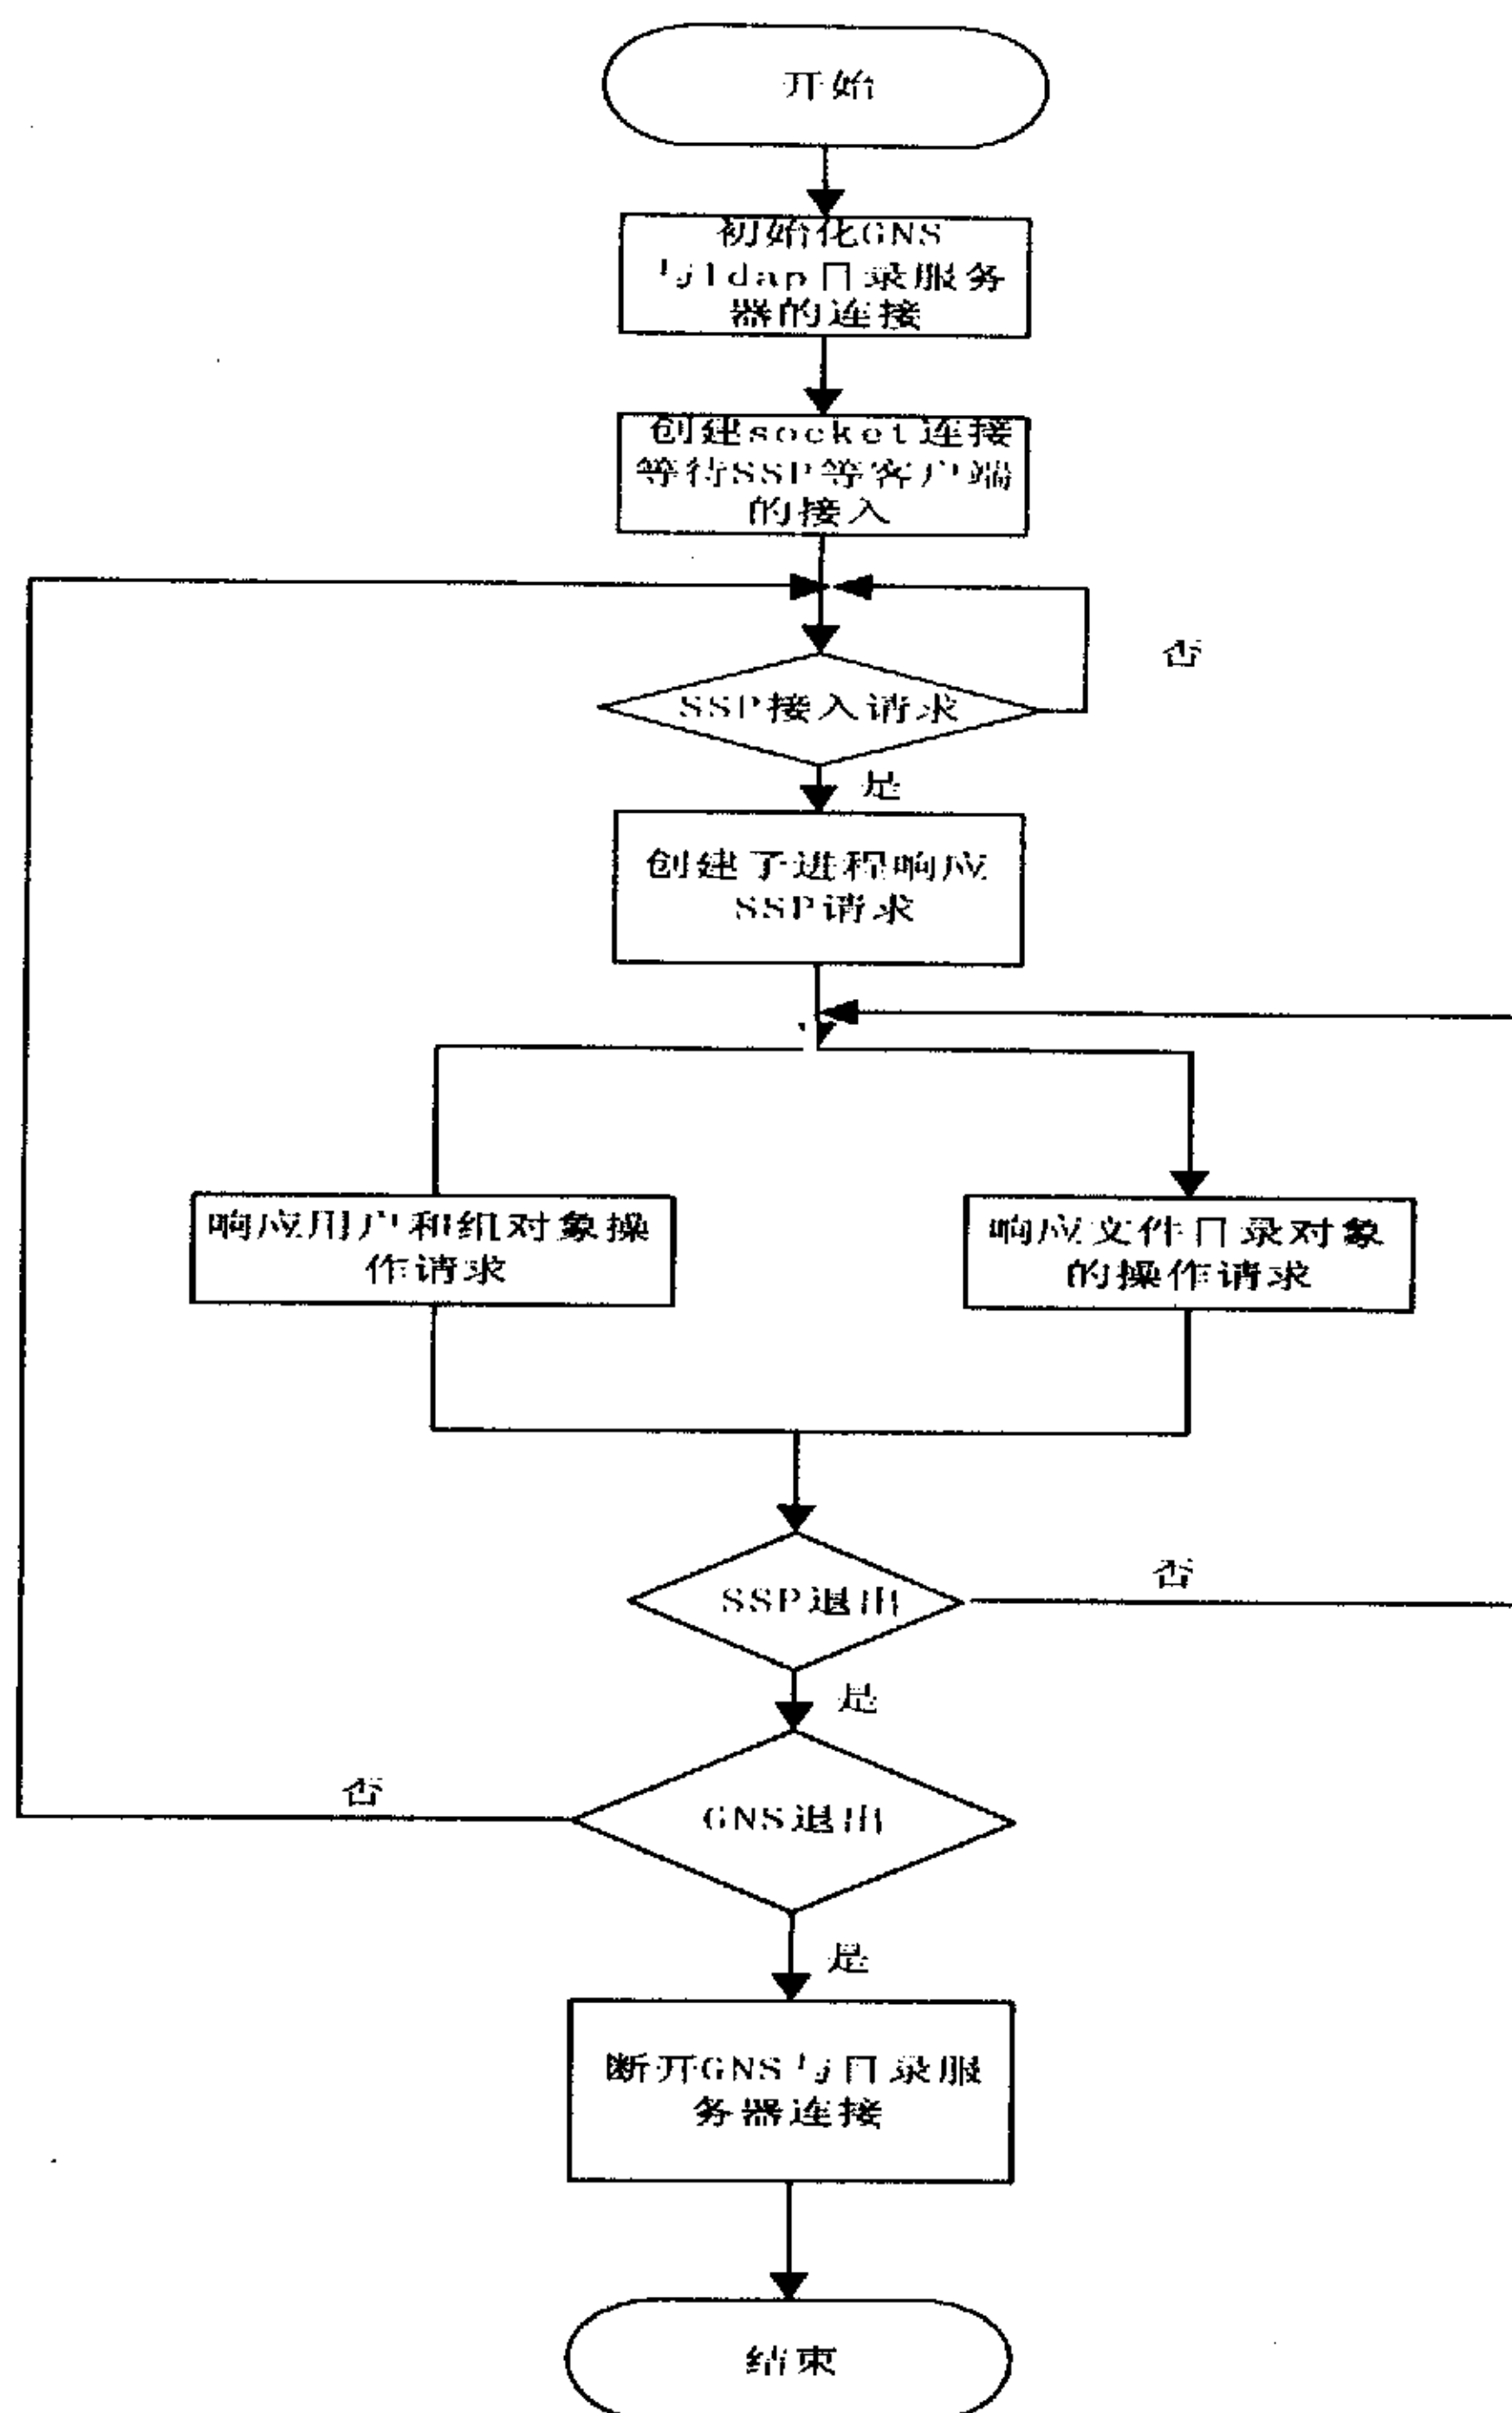 开始
初始化GNS
与ldap目录服务
器的连接
创建socket连接
等待SSP等客户端
的接入
否
SSP接入请求
是
创建子进程响应
SSP请求
响应用户和组对象操
作请求
响应文件目录对象
的操作请求
SSP退出
否
是
否
GNS退出
是
断开GNS与目录服
务器连接
结束